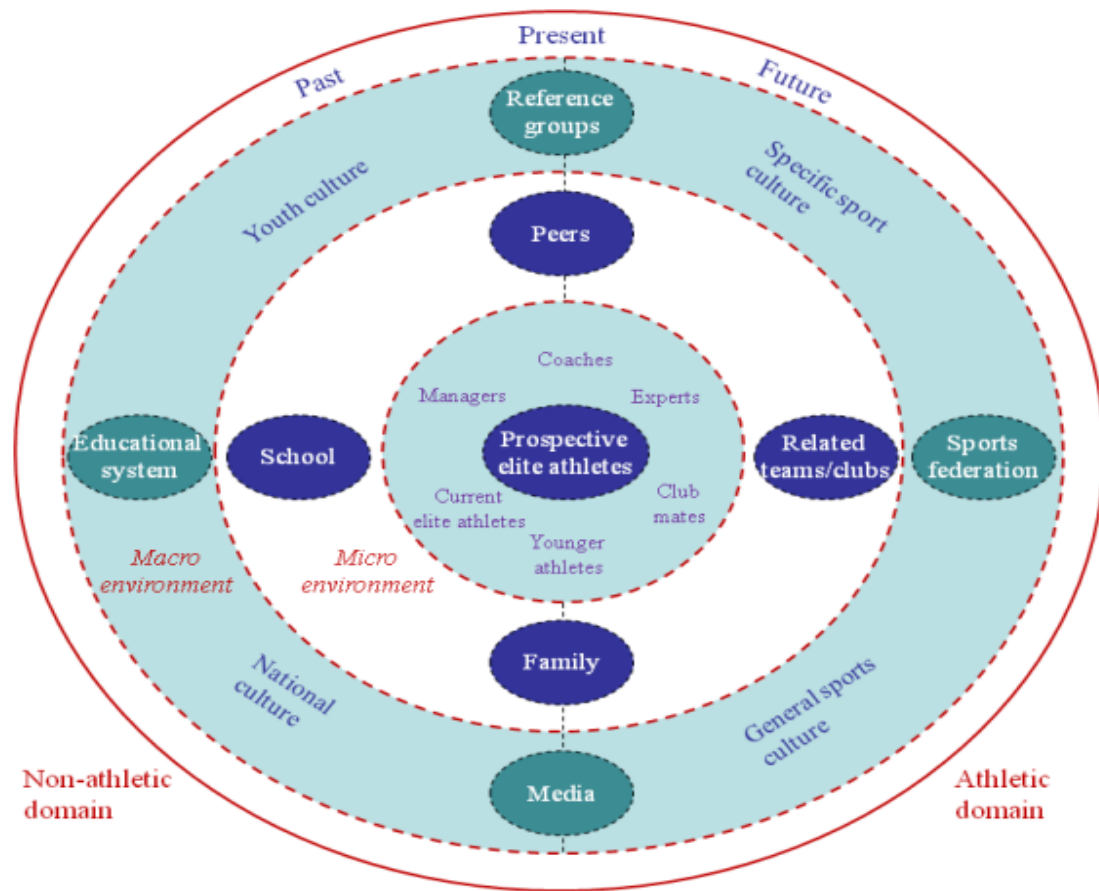 Present
Past
Future
Reference
groups
Youth culture
Specific sport
culture
Peers
Coaches
Managers
Experts
Educational
system
School
Prospective
elite athletes
Related
teams/clubs
Sports
federation
Current
elite athletes
Club
mates
Younger
athletes
Macro
environment
Micro
environment
Family
National
culture
General sports
culture
Media
Non-athletic
domain
Athletic
domain